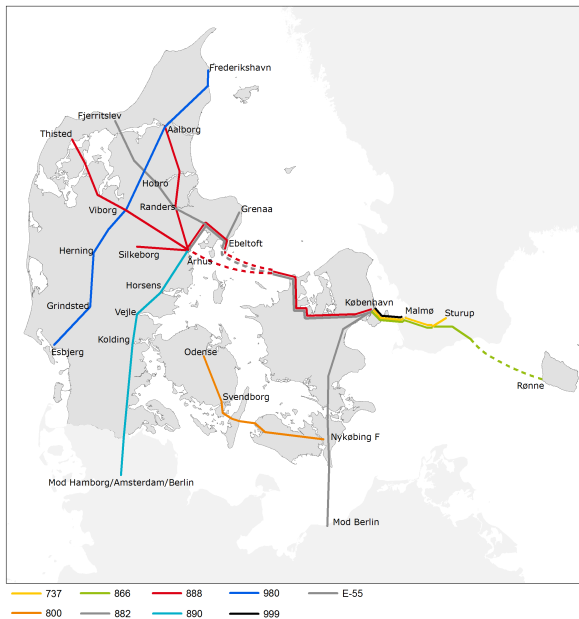 Frederikshavn
Fjerritslev
Thisted
Aalborg
Hobro
Viborg
Randers
Grenaa
Ebeltoft
Herning
Silkeborg
Århus
Horsens
Grindsted
Vejle
København
Malmø
Sturup
Esbjerg
Kolding
Odense
Rønne
Svendborg
Nykøbing F
Mod Hamborg/Amsterdam/Berlin
Mod Berlin
737 866 888 980 E-55
800 882 890 999